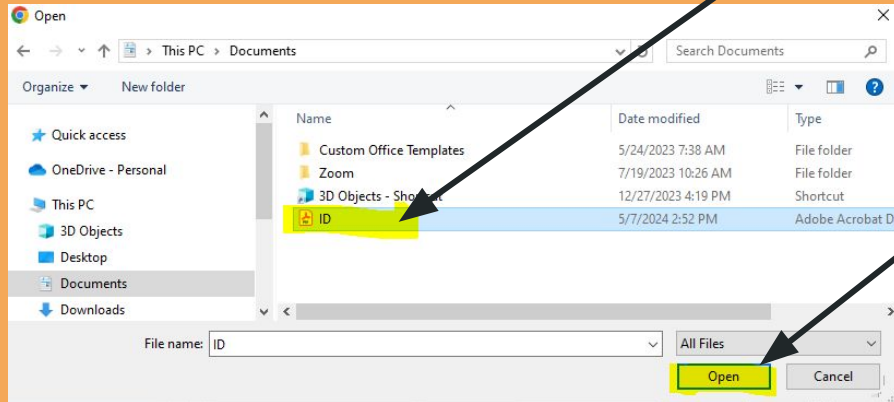 Open
This PC > Documents
Search Documents
Organize New folder
Name Date modified Type
Quick access
OneDrive - Personal
This PC
3D Objects
Desktop
Documents
Downloads
Custom Office Templates 5/24/2023 7:38 AM File folder
Zoom 7/19/2023 10:26 AM File folder
3D Objects - Shortcut 12/27/2023 4:19 PM Shortcut
ID 5/7/2024 2:52 PM Adobe Acrobat D
File name: ID All Files
Open Cancel